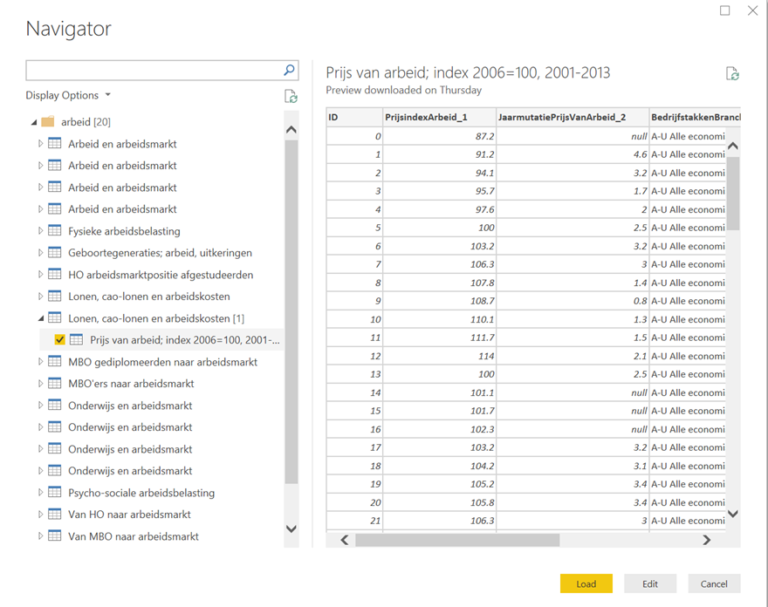 Navigator
Display Options
arbeid [20]
Arbeid en arbeidsmarkt
Arbeid en arbeidsmarkt
Arbeid en arbeidsmarkt
Arbeid en arbeidsmarkt
Fysieke arbeidsbelasting
Geboortegeneraties; arbeid, uitkeringen
HO arbeidsmarktpositie afgestudeerden
Lonen, cao-lonen en arbeidskosten
Lonen, cao-lonen en arbeidskosten [1]
Prijs van arbeid; index 2006=100, 2001-...
MBO gediplomeerden naar arbeidsmarkt
MBO'ers naar arbeidsmarkt
Onderwijs en arbeidsmarkt
Onderwijs en arbeidsmarkt
Onderwijs en arbeidsmarkt
Onderwijs en arbeidsmarkt
Psycho-sociale arbeidsbelasting
Van HO naar arbeidsmarkt
Van MBO naar arbeidsmarkt
Prijs van arbeid; index 2006=100, 2001-2013
Preview downloaded on Thursday
ID PrijsindexArbeid_1 JaarmutatiePrijsVanArbeid_2 BedrijfstakkenBranc
0 87.2 null A-U Alle economi
1 91.2 4.6 A-U Alle economi
2 94.1 3.2 A-U Alle economi
3 95.7 1.7 A-U Alle economi
4 97.6 2 A-U Alle economi
5 100 2.5 A-U Alle economi
6 103.2 3.2 A-U Alle economi
7 106.3 3 A-U Alle economi
8 107.8 1.4 A-U Alle economi
9 108.7 0.8 A-U Alle economi
10 110.1 1.3 A-U Alle economi
11 111.7 1.5 A-U Alle economi
12 114 2.1 A-U Alle economi
13 100 2.5 A-U Alle economi
14 101.1 null A-U Alle economi
15 101.7 null A-U Alle economi
16 102.3 null A-U Alle economi
17 103.2 3.2 A-U Alle economi
18 104.2 3.1 A-U Alle economi
19 105.2 3.4 A-U Alle economi
20 105.8 3.4 A-U Alle economi
21 106.3 3 A-U Alle economi
Load Edit Cancel